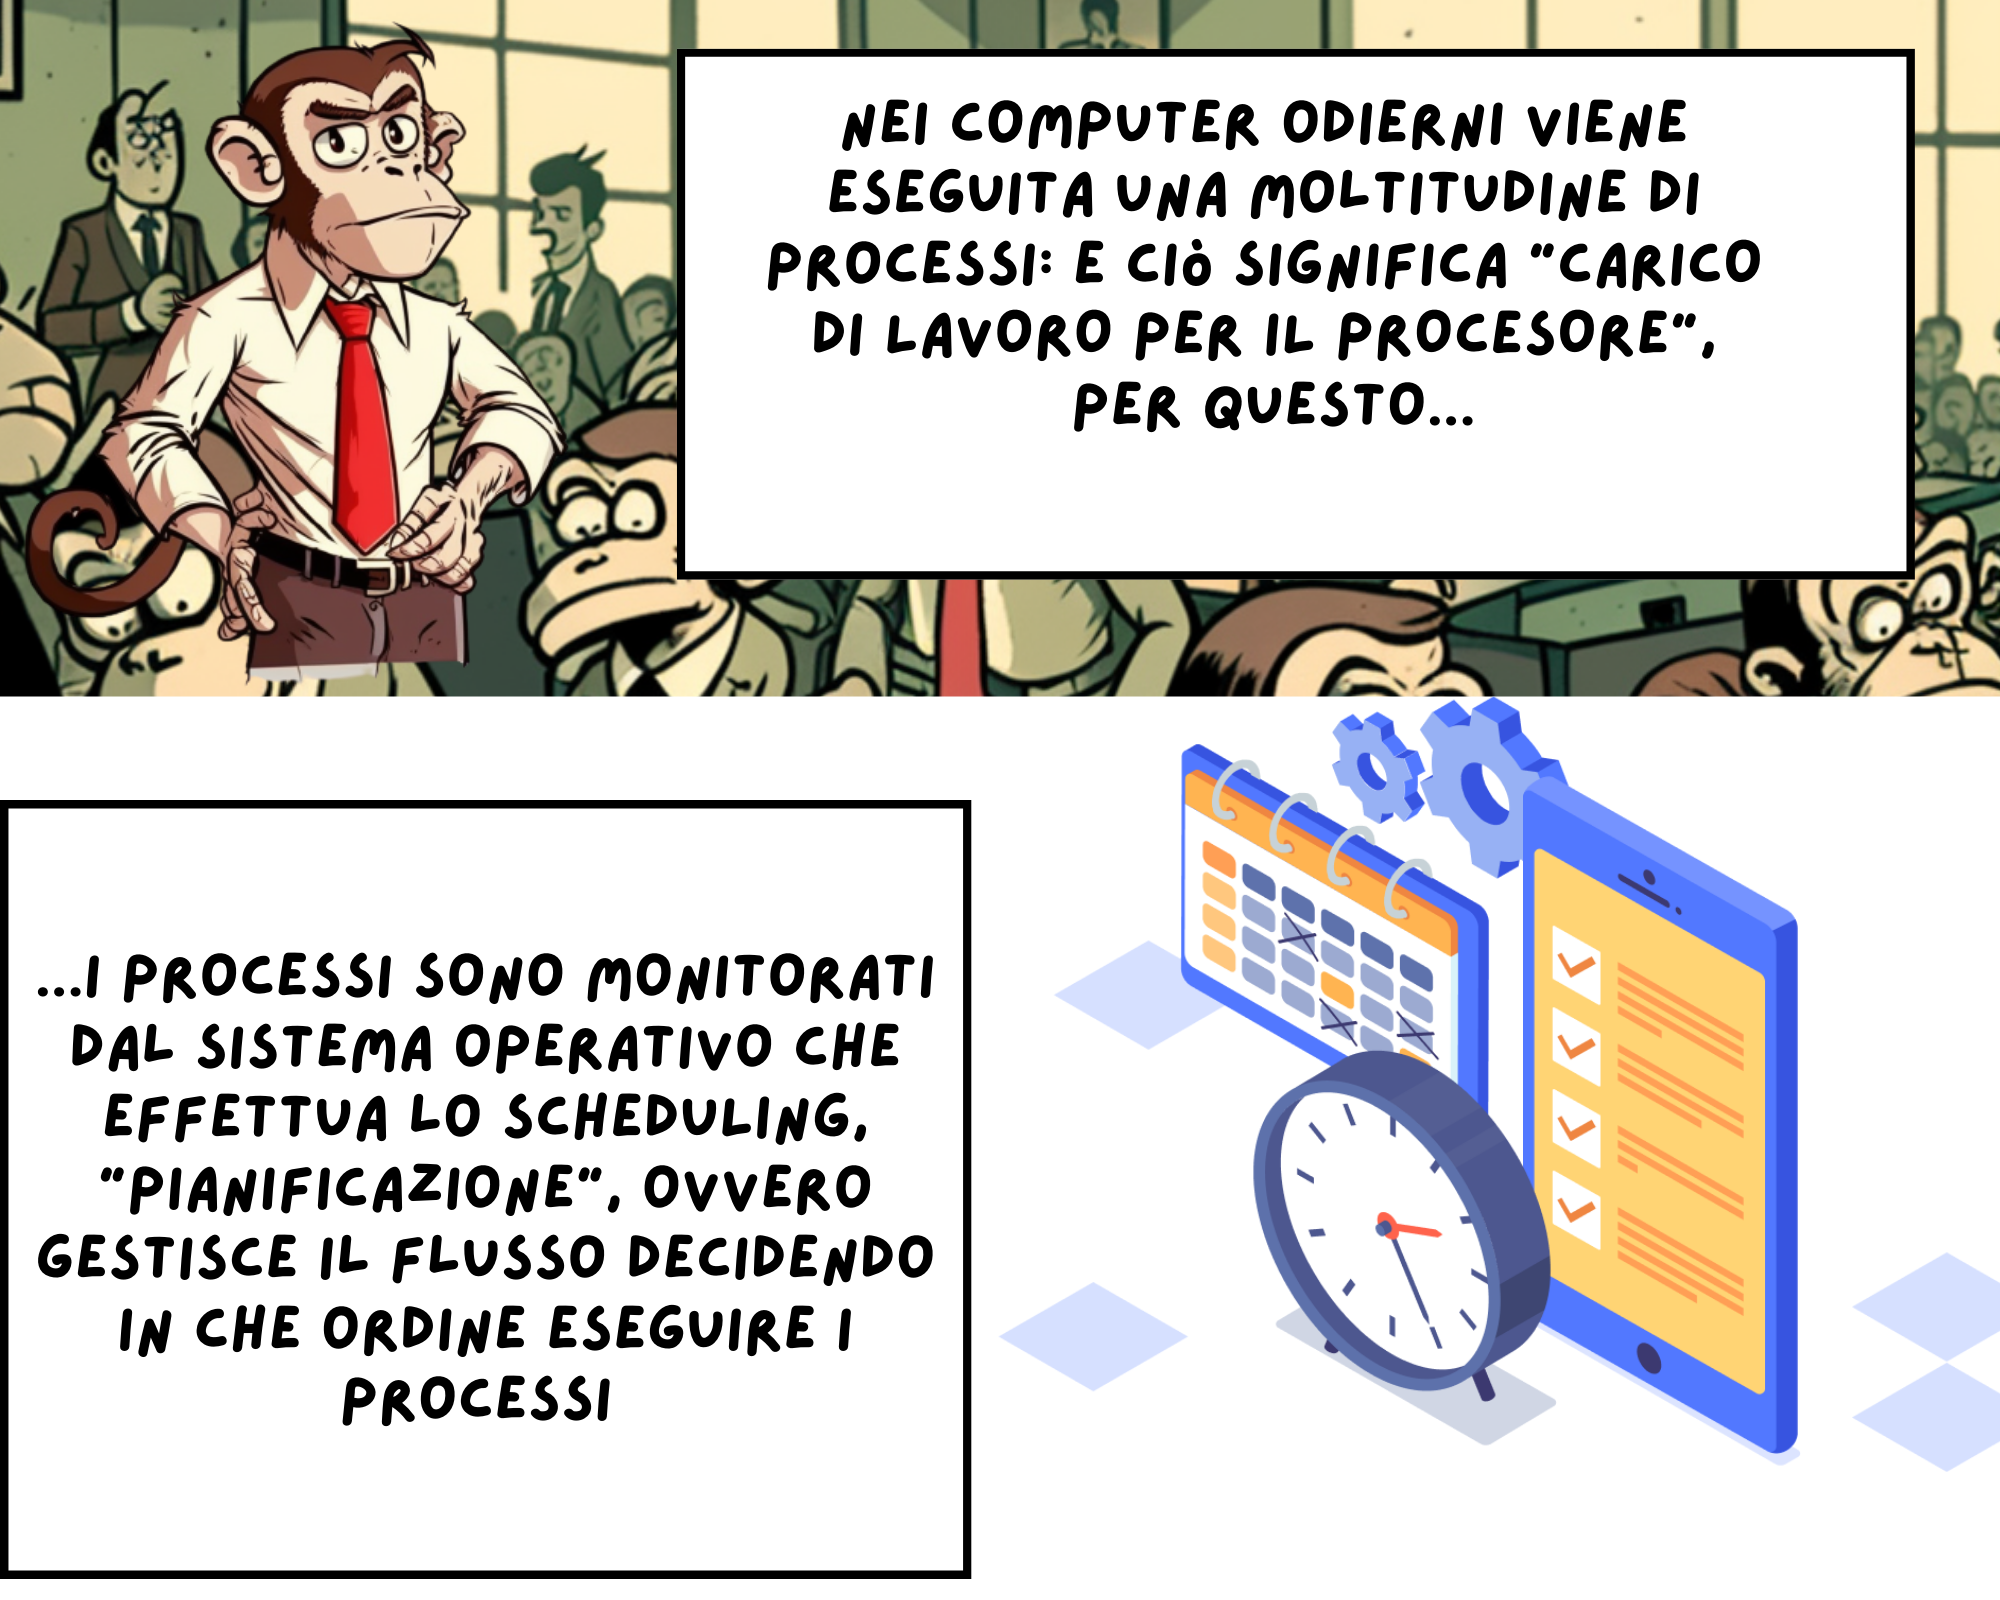 NEI COMPUTER ODIERNI VIENE
ESEGUITA UNA MOLTITUDINE DI
PROCESSI: E CIò SIGNIFICA "CARICO
DI LAVORO PER IL PROCESORE",
PER QUESTO...
...I PROCESSI SONO MONITORATI
DAL SISTEMA OPERATIVO CHE
EFFETTUA LO SCHEDULING,
"PIANIFICAZIONE", OVVERO
GESTISCE IL FLUSSO DECIDENDO
IN CHE ORDINE ESEGUIRE I
PROCESSI